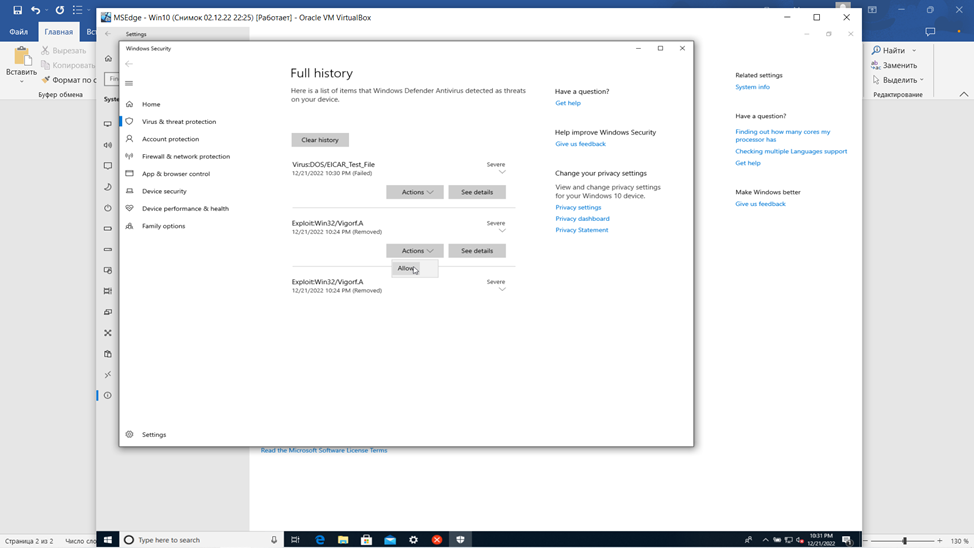 MSEdge - Win10 (Снимок 02.12.22 22:25) [Работает] - Oracle VM VirtualBox
Файл
Главная
Вставить
Вырезать
Копировать
Формат по
Буфер обмена
Найти
Заменить
Выделить
Редактирование
Settings
Windows Security
Home
Virus & threat protection
Account protection
Firewall & network protection
App & browser control
Device security
Device performance & health
Family options
Settings
Full history
Here is a list of items that Windows Defender Antivirus detected as threats
on your device.
Clear history
Virus:DOS/EICAR_Test_File
Severe
12/21/2022 10:30 PM (Failed)
Actions
See details
Exploit:Win32/Vigorf.A
Severe
12/21/2022 10:24 PM (Removed)
Actions
See details
Allow
Exploit:Win32/Vigorf.A
Severe
12/21/2022 10:24 PM (Removed)
Have a question?
Get help
Help improve Windows Security
Give us feedback
Change your privacy settings
View and change privacy settings
for your Windows 10 device.
Privacy settings
Privacy dashboard
Privacy Statement
Related settings
System info
Have a question?
Finding out how many cores my
processor has
Checking multiple Languages support
Get help
Make Windows better
Give us feedback
Read the Microsoft Software License Terms
Type here to search
10:31 PM
12/21/2022
Страница 2 из 2
Число сло
130 %